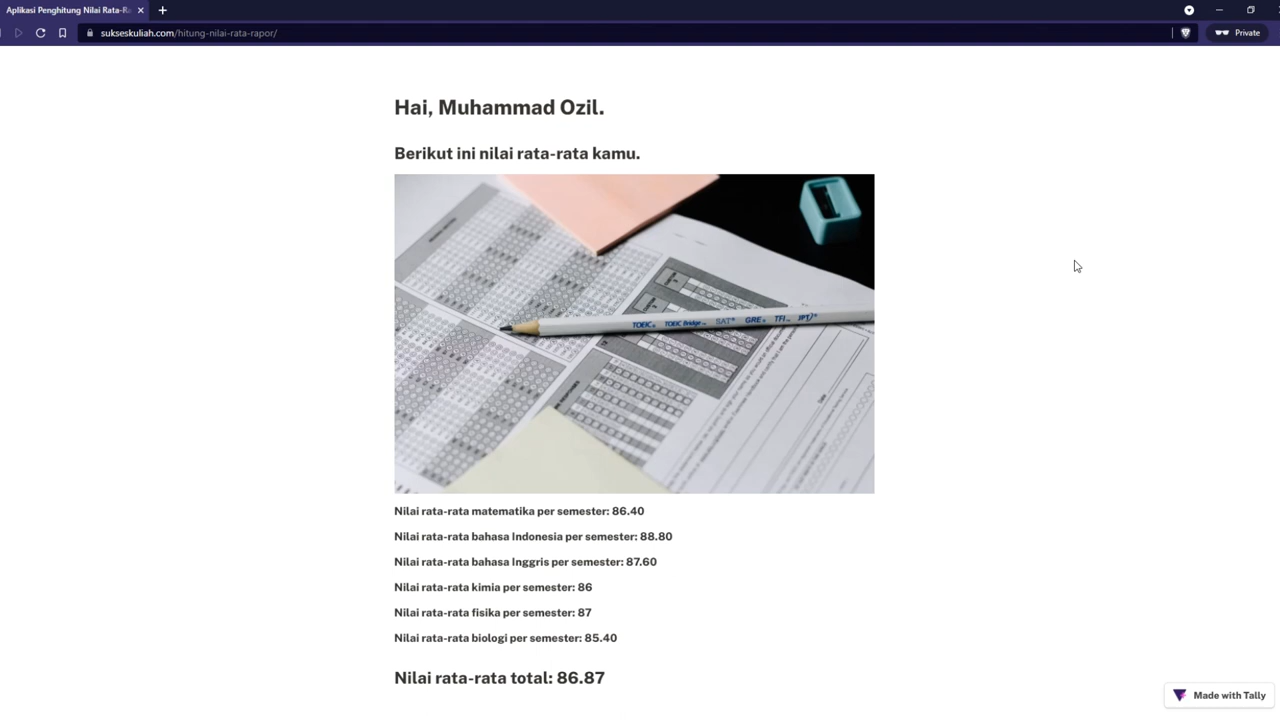 Aplikasi Penghitung Nilai Rata-Ra
sukseskuliah.com/hitung-nilai-rata-rapor/
Private
Hai, Muhammad Ozil.
Berikut ini nilai rata-rata kamu.
TOEIC® TOEIC Bridge™ SAT® GRE® TFI™
Nilai rata-rata matematika per semester: 86.40
Nilai rata-rata bahasa Indonesia per semester: 88.80
Nilai rata-rata bahasa Inggris per semester: 87.60
Nilai rata-rata kimia per semester: 86
Nilai rata-rata fisika per semester: 87
Nilai rata-rata biologi per semester: 85.40
Nilai rata-rata total: 86.87
Made with Tally